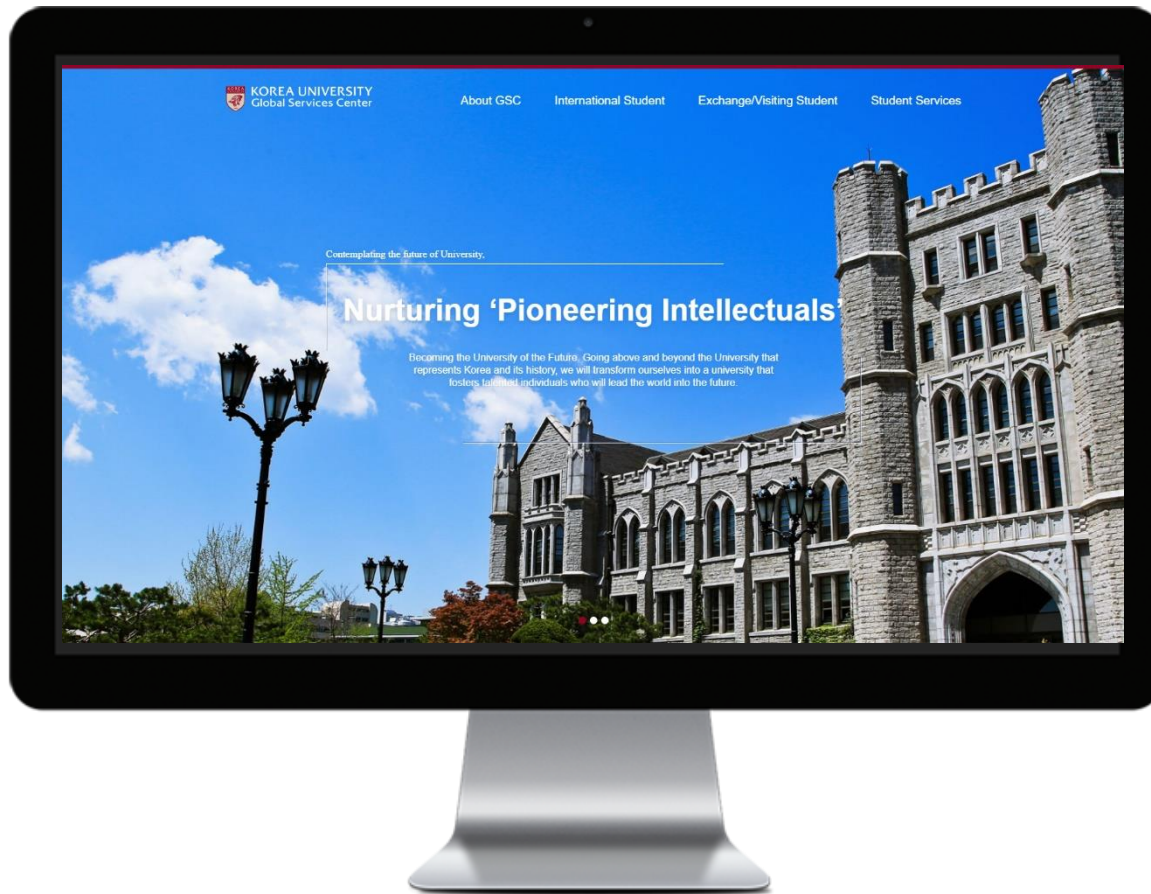 KOREA UNIVERSITY
Global Services Center
About GSC International Student Exchange/Visiting Student Student Services
Contemplating the future of University,
Nurturing ‘Pioneering Intellectuals’
Becoming the University of the Future, Going above and beyond the University that
represents Korea and its history, we will transform ourselves into a university that
fosters talented individuals who will lead the world into the future.